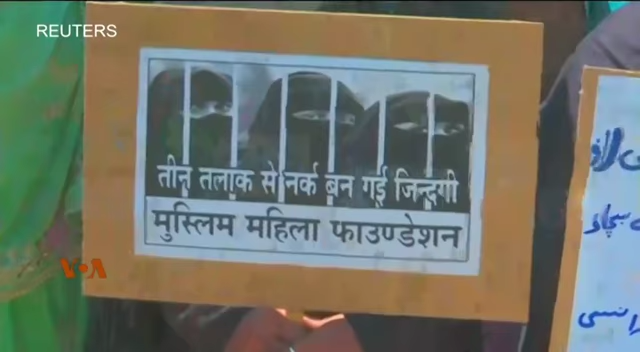 REUTERS
तीन तलाक से नर्क बन गई जिन्दगी
मुस्लिम महिला फाउण्डेशन
VOA